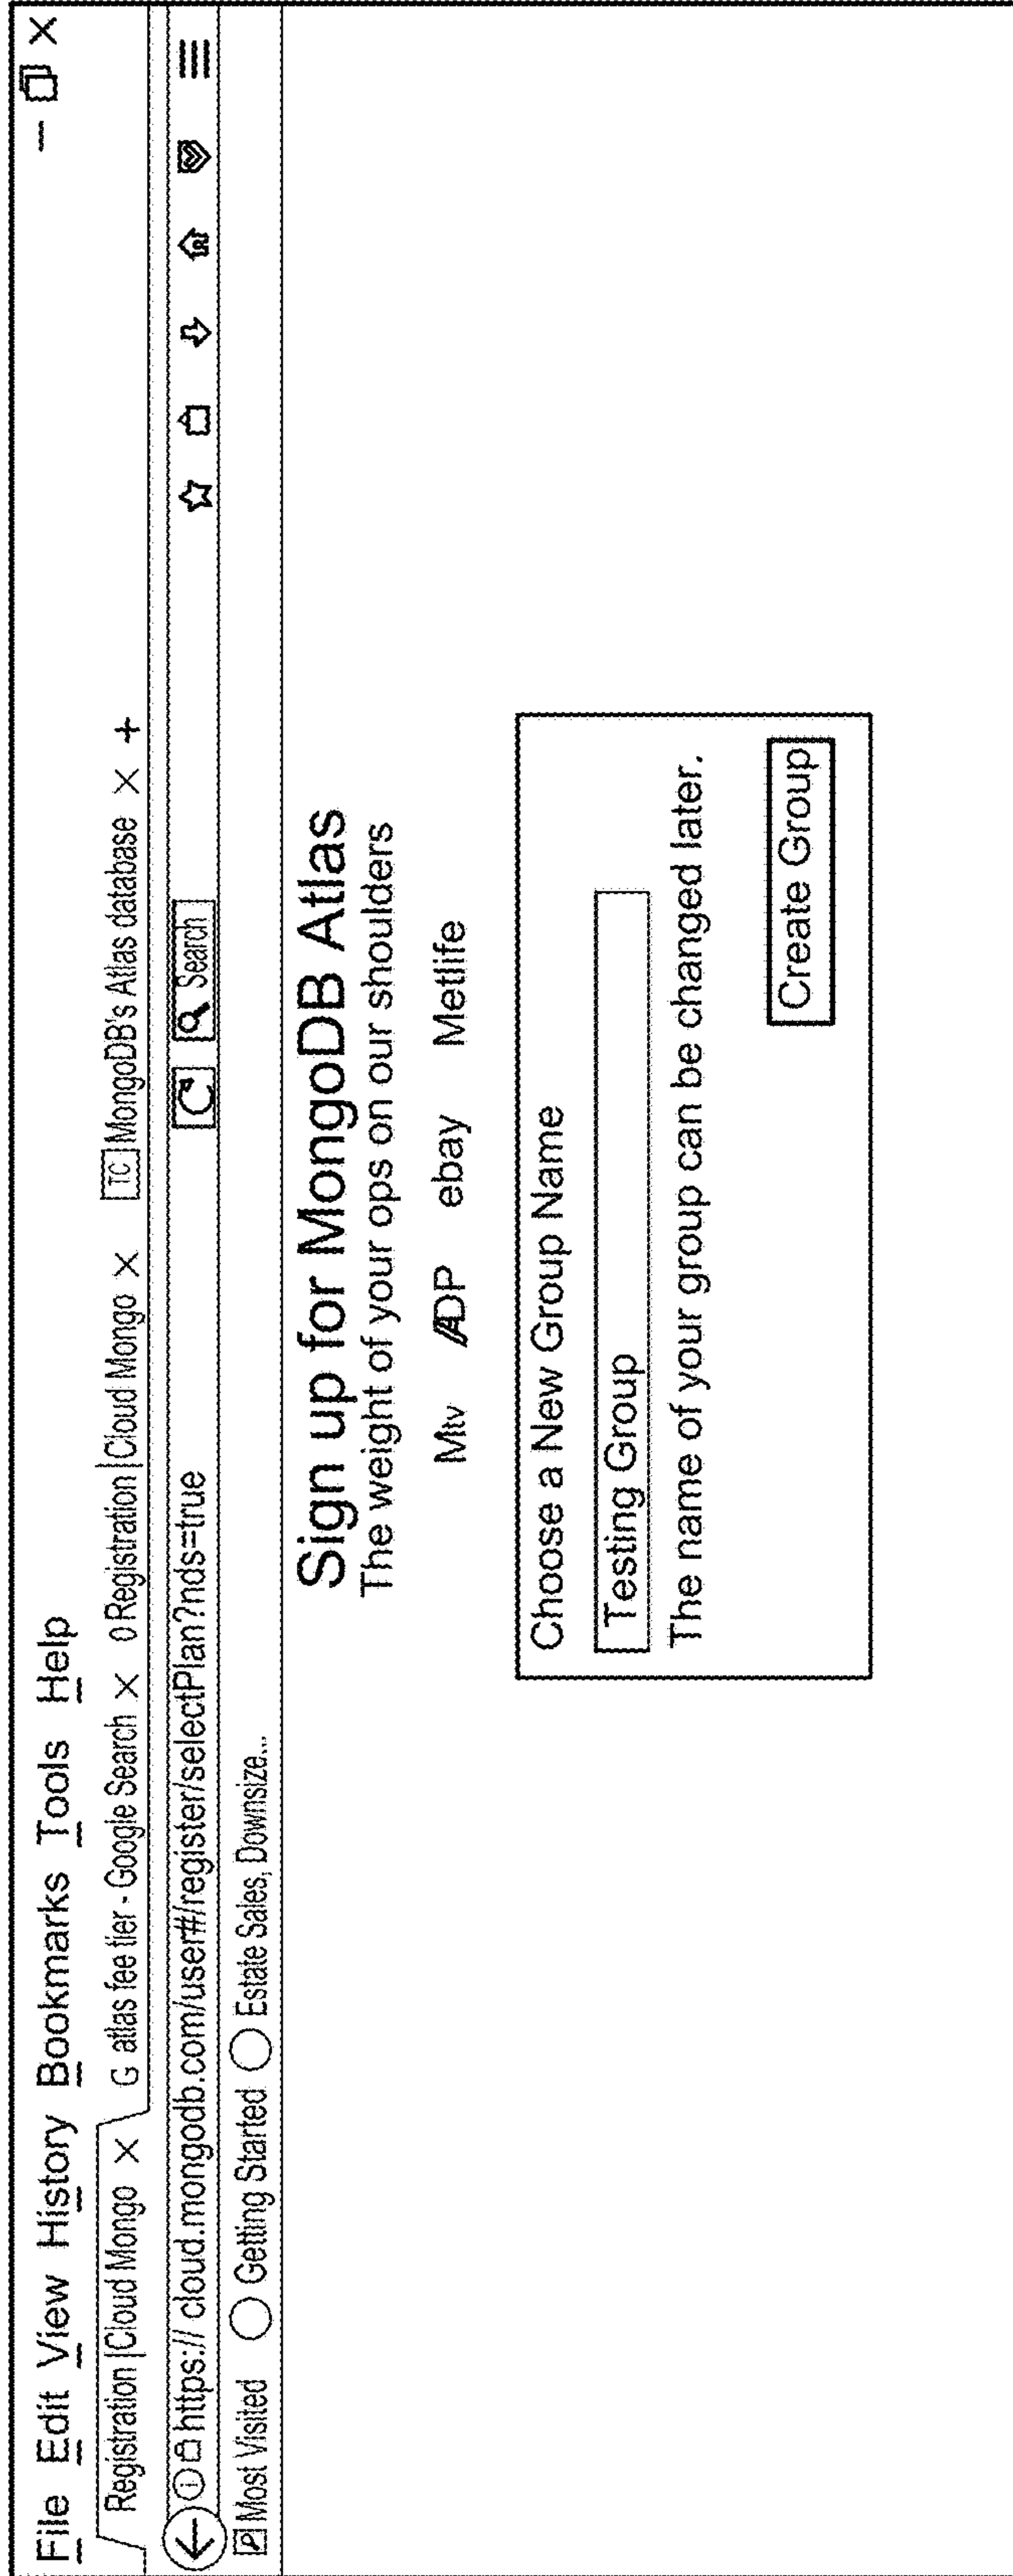 File Edit View History Bookmarks Tools Help
Registration |Cloud Mongo X G atlas fee tier - Google Search X 0 Registration |Cloud Mongo X TC MongoDB's Atlas database X +
https:// cloud.mongodb.com/user#/register/selectPlan?nds=true Search
Most Visited Getting Started Estate Sales, Downsize...
Sign up for MongoDB Atlas
The weight of your ops on our shoulders
Mtv ADP ebay Metlife
Choose a New Group Name
Testing Group
The name of your group can be changed later.
Create Group